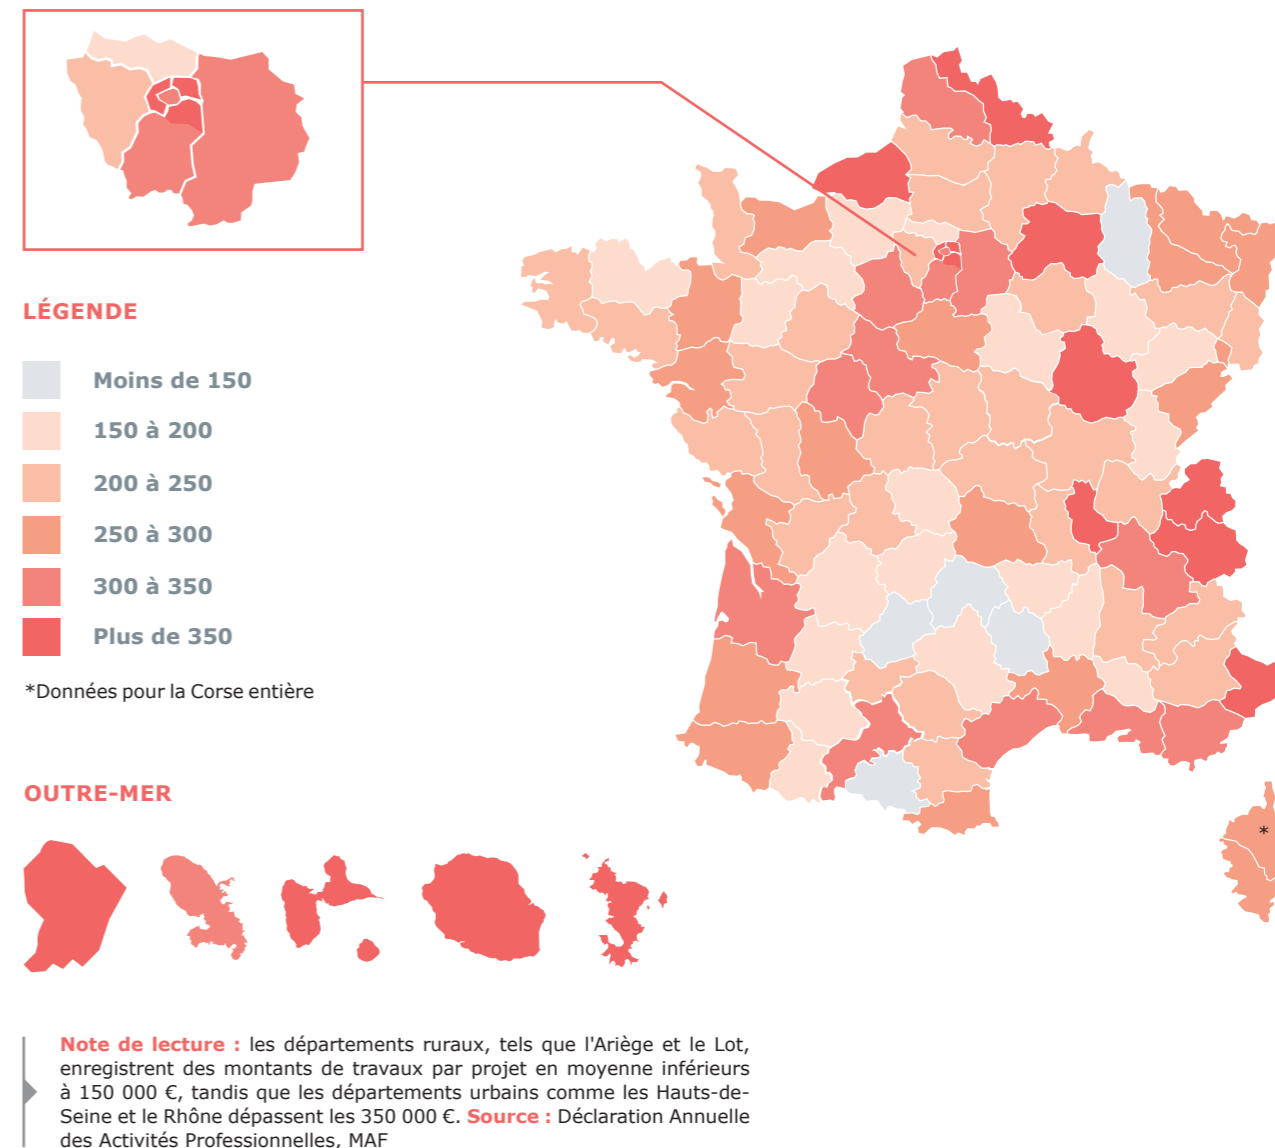 LÉGENDE
Moins de 150
150 à 200
200 à 250
250 à 300
300 à 350
Plus de 350
*Données pour la Corse entière
*
OUTRE-MER
Note de lecture : les départements ruraux, tels que l'Ariège et le Lot,
enregistrent des montants de travaux par projet en moyenne inférieurs
à 150 000 €, tandis que les départements urbains comme les Hauts-de-
Seine et le Rhône dépassent les 350 000 €. Source : Déclaration Annuelle
des Activités Professionnelles, MAF